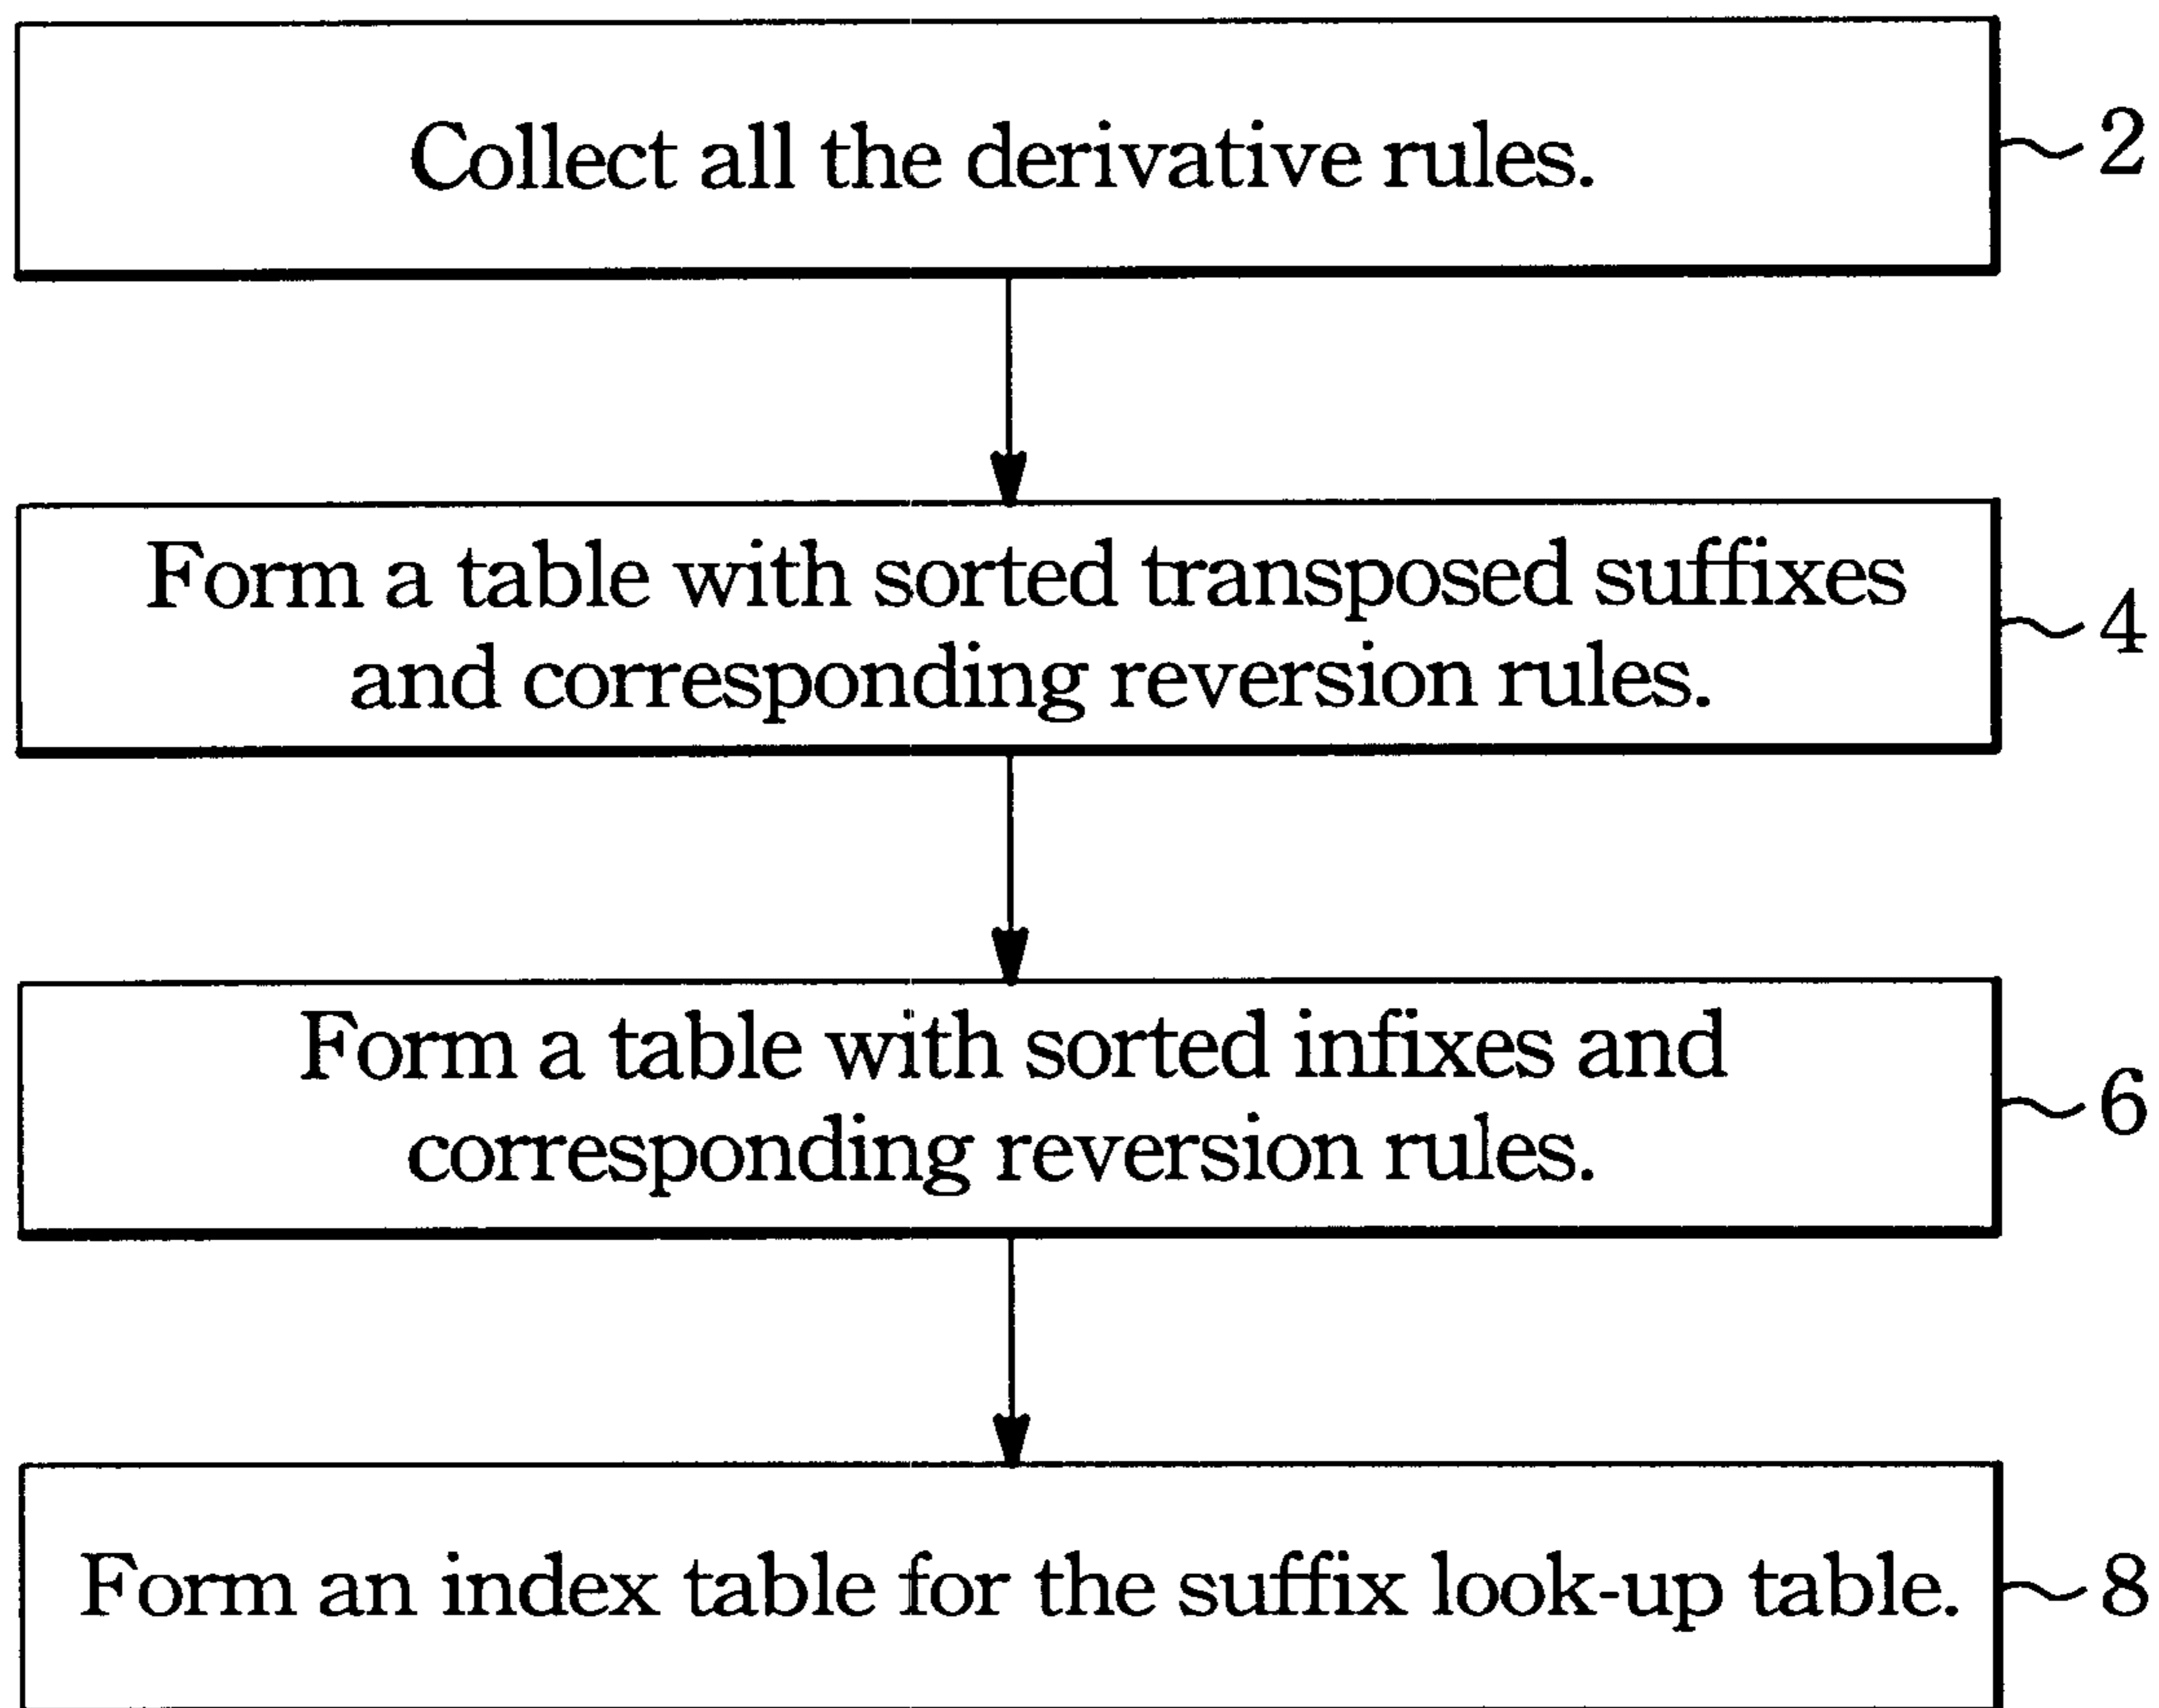 Collect all the derivative rules.
2
Form a table with sorted transposed suffixes
and corresponding reversion rules.
4
Form a table with sorted infixes and
corresponding reversion rules.
6
Form an index table for the suffix look-up table.
8